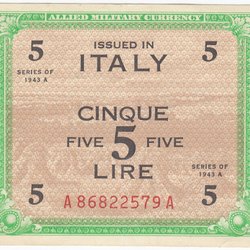 ALLIED MILITARY CURRENCY
5 ISSUED IN 5
ITALY
SERIES OF 1943 A
SERIES OF 1943 A
CINQUE
FIVE 5 FIVE
5 LIRE 5
A 86822579 A